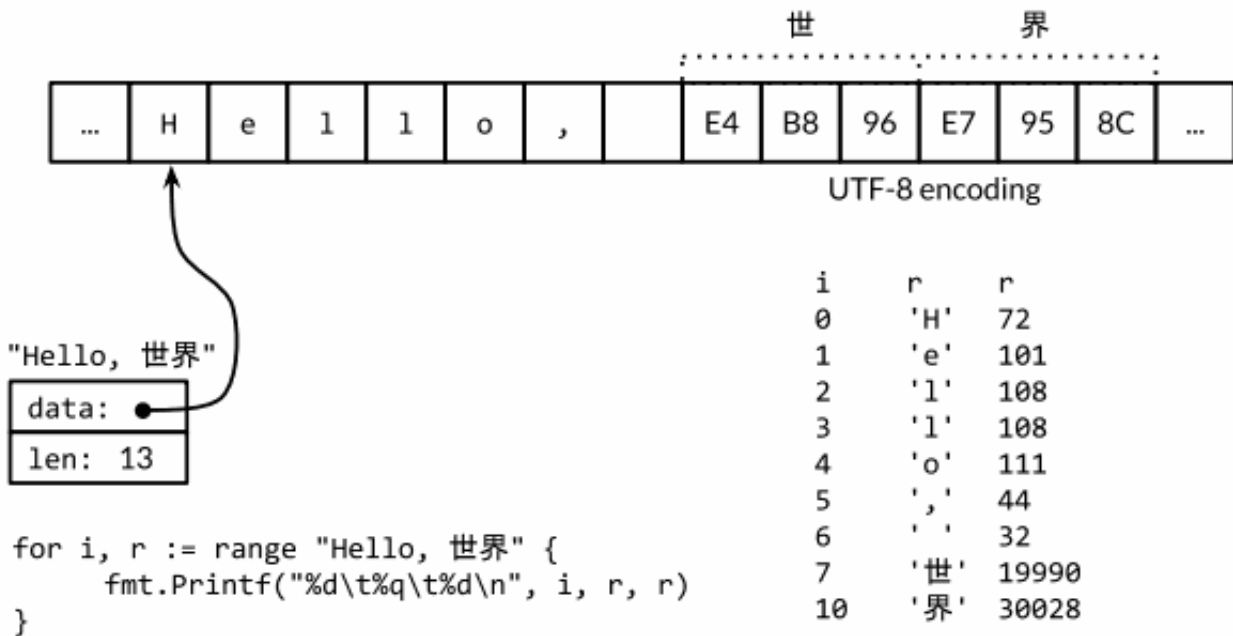 世 界
… H e l l o , E4 B8 96 E7 95 8C …
UTF-8 encoding
"Hello, 世界"
data:
len: 13
for i, r := range "Hello, 世界" {
fmt.Printf("%d\t%q\t%d\n", i, r, r)
}
i r r
0 'H' 72
1 'e' 101
2 'l' 108
3 'l' 108
4 'o' 111
5 ',' 44
6 ' ' 32
7 '世' 19990
10 '界' 30028